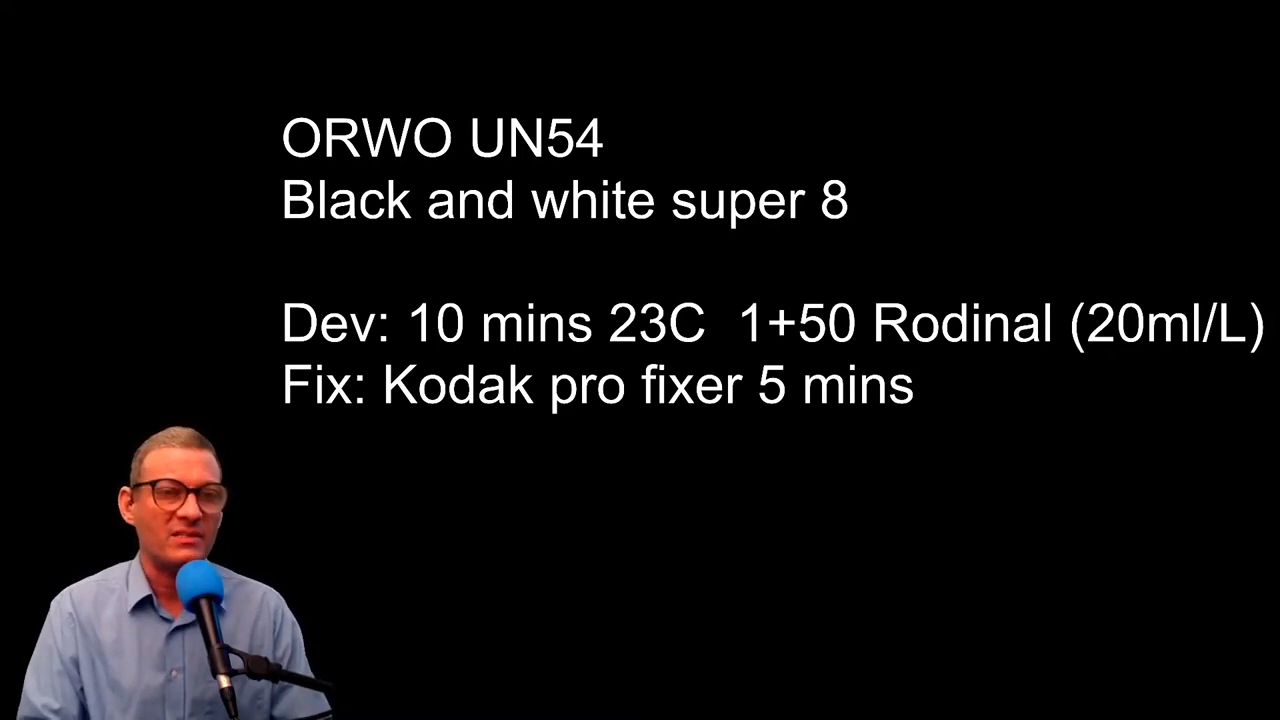 ORWO UN54
Black and white super 8
Dev: 10 mins 23C 1+50 Rodinal (20ml/L)
Fix: Kodak pro fixer 5 mins